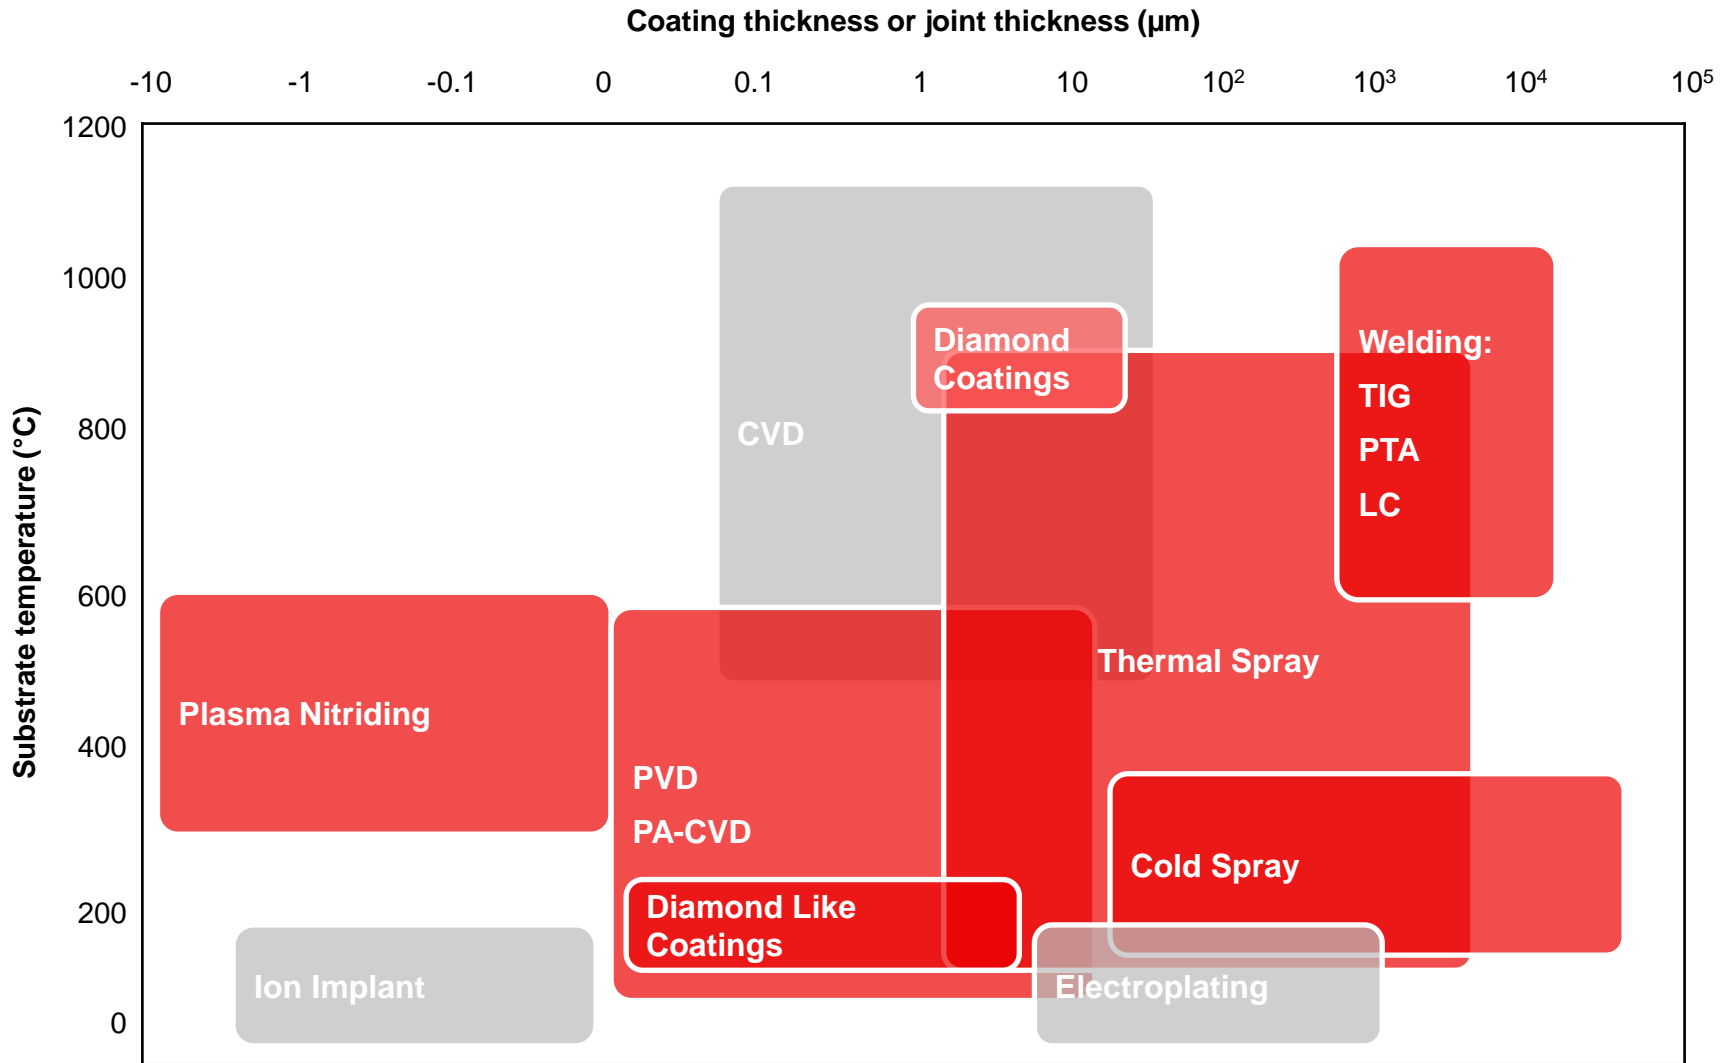 Coating thickness or joint thickness (µm)
-10 -1 -0.1 0 0.1 1 10 10² 10³ 10⁴ 10⁵
Substrate temperature (°C)
1200
1000
800
600
400
200
0
Diamond
Coatings
Welding:
TIG
PTA
LC
CVD
Thermal Spray
Plasma Nitriding
PVD
PA-CVD
Cold Spray
Diamond Like
Coatings
Ion Implant
Electroplating